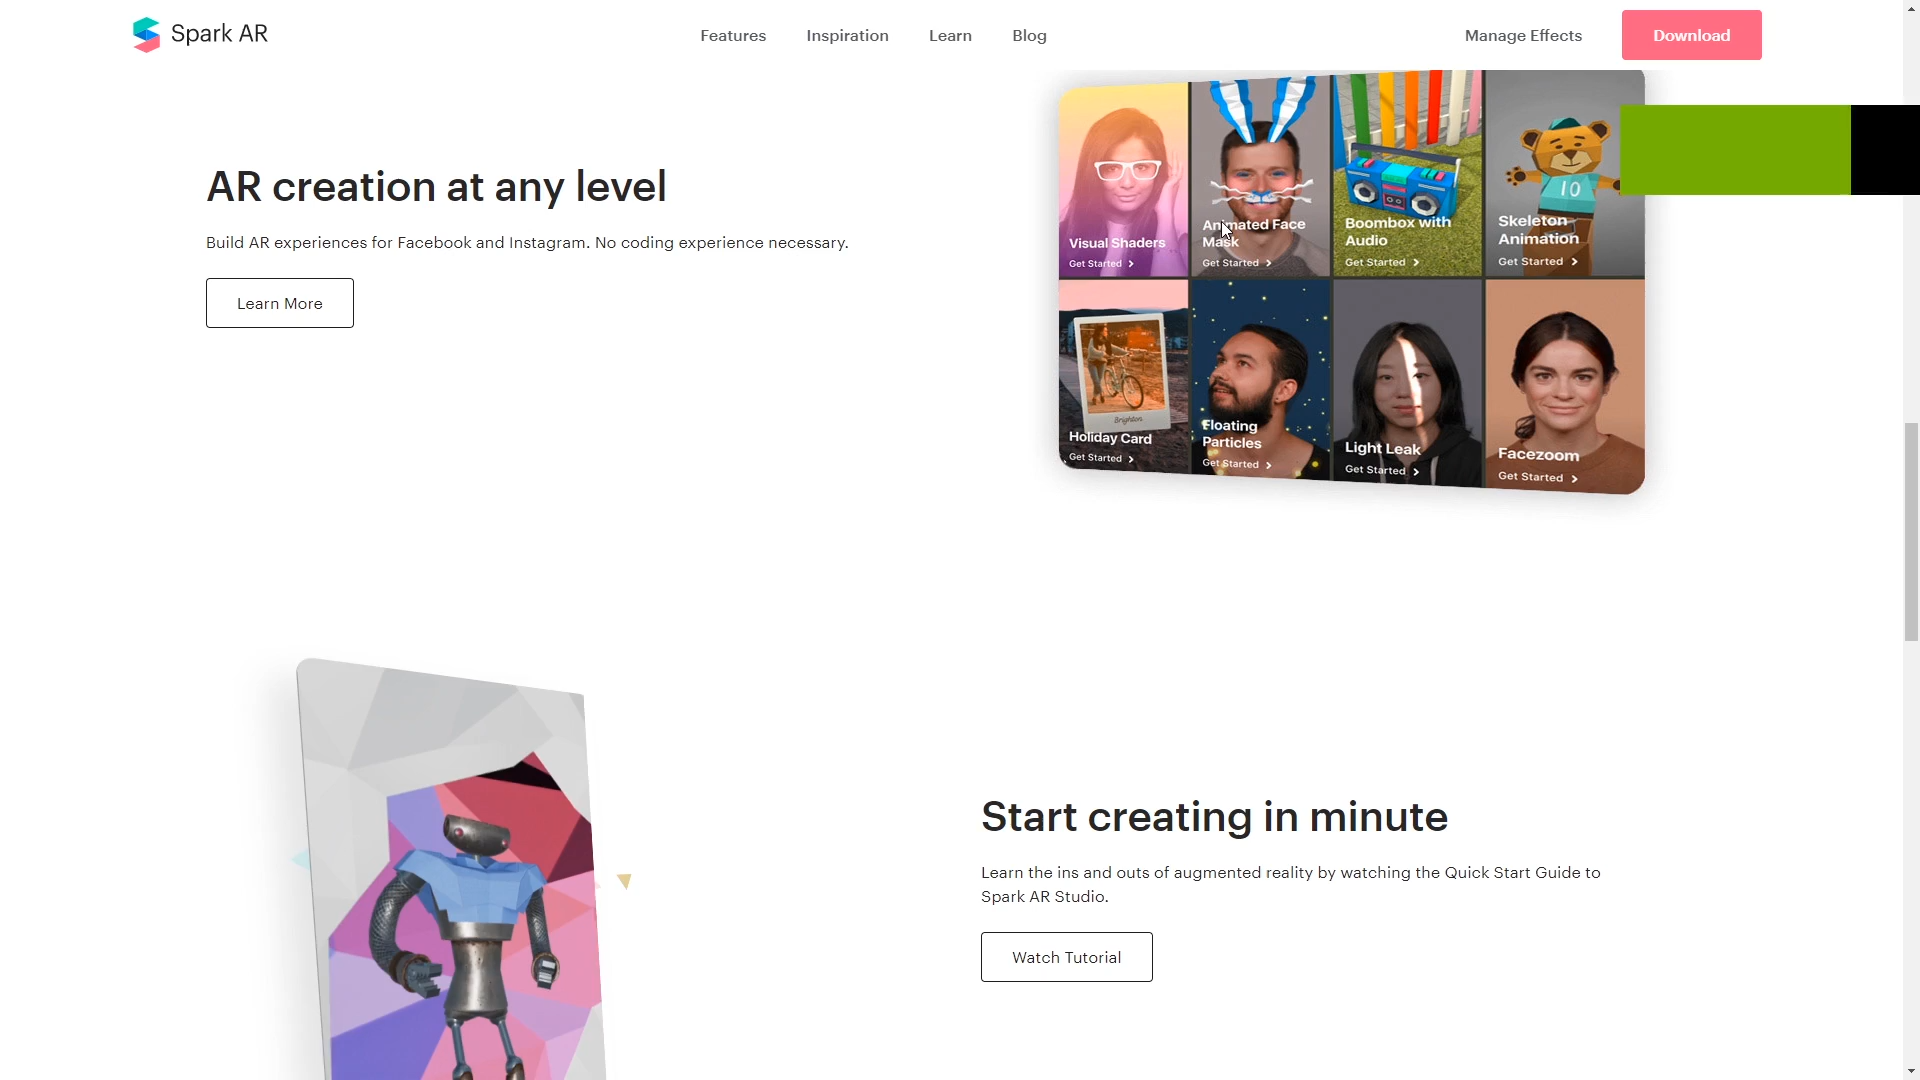 Spark AR
Features
Inspiration
Learn
Blog
Manage Effects
Download
AR creation at any level
Build AR experiences for Facebook and Instagram. No coding experience necessary.
Learn More
Visual Shaders
Get Started
Animated Face
Mask
Get Started
Boombox with
Audio
Get Started
10
Skeleton
Animation
Get Started
Brighton
Holiday Card
Get Started
Floating
Particles
Get Started
Light Leak
Get Started
Facezoom
Get Started
Start creating in minute
Learn the ins and outs of augmented reality by watching the Quick Start Guide to
Spark AR Studio.
Watch Tutorial